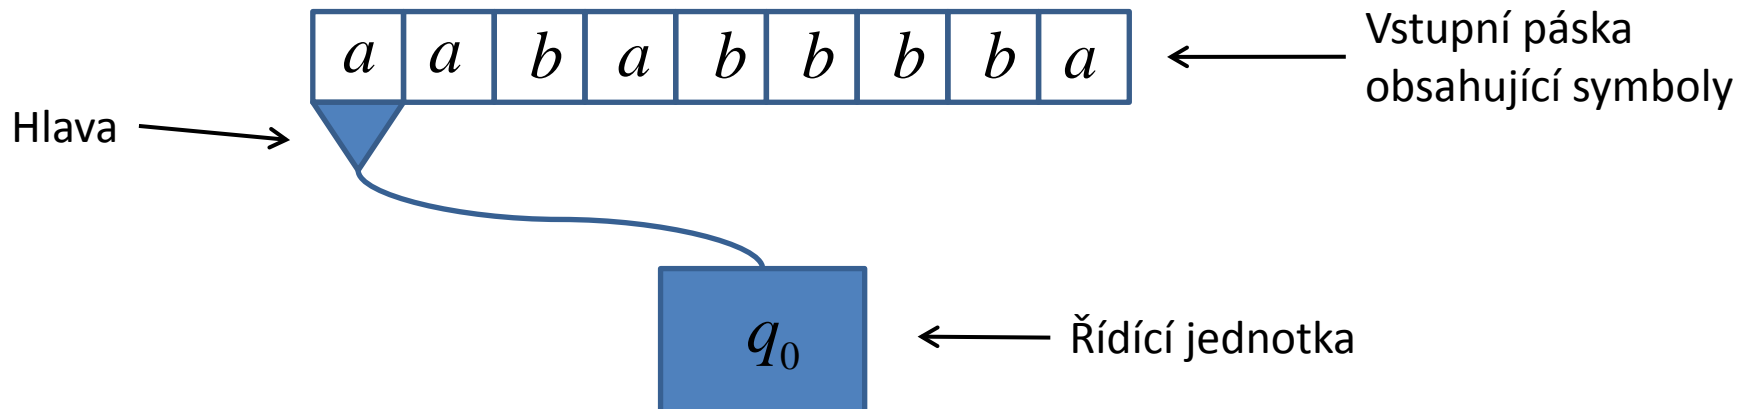 a a b a b b b b a
Vstupní páska
obsahující symboly
Hlava
q₀
Řídící jednotka